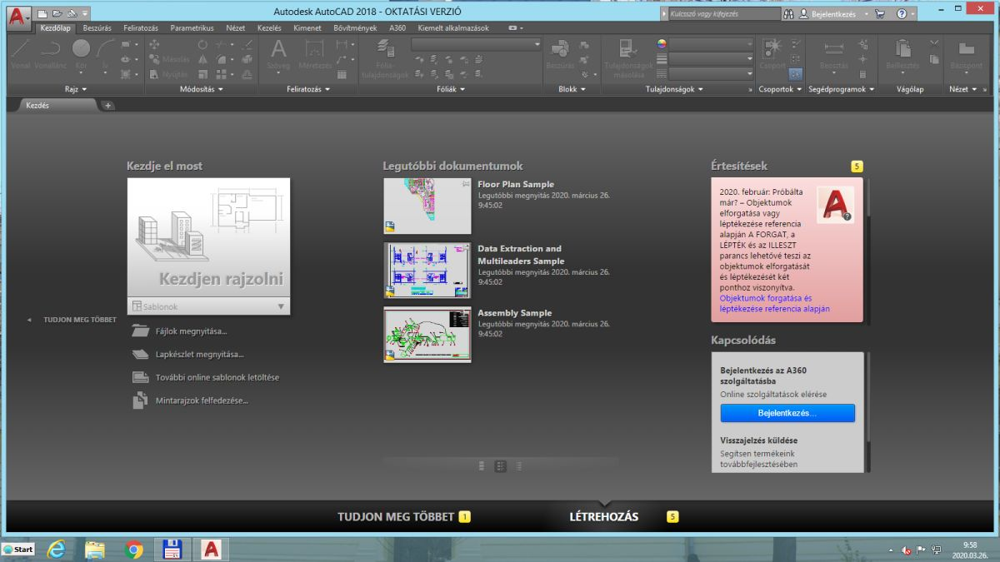 Autodesk AutoCAD 2018 - OKTATÁSI VERZIÓ
Kulcsszó vagy kifejezés
Bejelentkezés
Kezdőlap Beszúrás Feliratozás Parametrikus Nézet Kezelés Kimenet Bővítmények A360 Kiemelt alkalmazások
Vonal Vonallánc Kör Ív
Másolás
Nyújtás
Szöveg Méretezés
Fólia-
tulajdonságok
Beszúrás
Tulajdonságok
másolása
Csoport
Beosztás
Beillesztés
Bázispont
Rajz Módosítás Feliratozás Fóliák Blokk Tulajdonságok Csoportok Segédprogramok Vágólap Nézet
Kezdés
Kezdje el most
Kezdjen rajzolni
Sablonok
TUDJON MEG TÖBBET
Fájlok megnyitása...
Lapkészlet megnyitása...
További online sablonok letöltése
Mintarajzok felfedezése...
Legutóbbi dokumentumok
Floor Plan Sample
Legutóbbi megnyitás 2020. március 26.
9:45:02
Data Extraction and
Multileaders Sample
Legutóbbi megnyitás 2020. március 26.
9:45:02
Assembly Sample
Legutóbbi megnyitás 2020. március 26.
9:45:02
Értesítések
5
2020. február: Próbálta
már? – Objektumok
elforgatása vagy
léptékezése referencia
alapján A FORGAT, a
LÉPTÉK és az ILLESZT
parancs lehetővé teszi az
objektumok elforgatását
és léptékezését két
ponthoz viszonyítva.
Objektumok forgatása és
léptékezése referencia alapján
Kapcsolódás
Bejelentkezés az A360
szolgáltatásba
Online szolgáltatások elérése
Bejelentkezés...
Visszajelzés küldése
Segítsen termékeink
továbbfejlesztésében
TUDJON MEG TÖBBET 1
LÉTREHOZÁS 5
Start
9:58
2020.03.26.